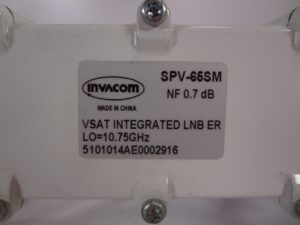 INVACOM
MADE IN CHINA
SPV-65SM
NF 0.7 dB
VSAT INTEGRATED LNB ER
LO=10.75GHz
5101014AE0002916